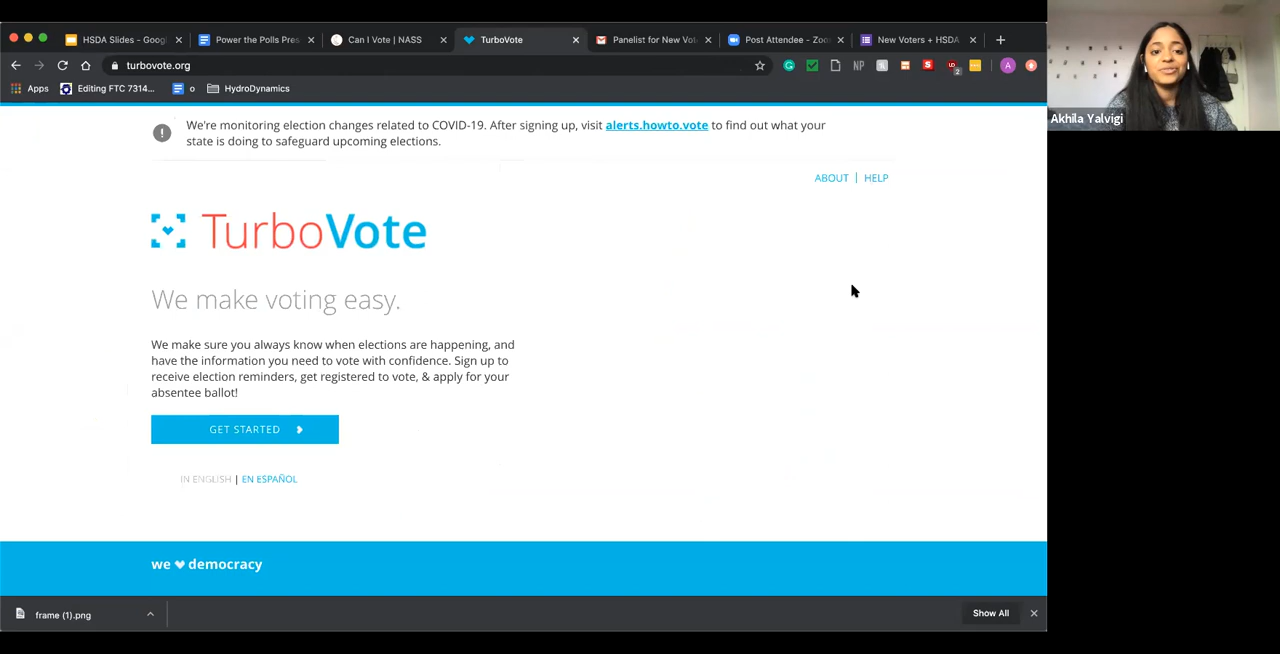 HSDA Slides - Goog
Power the Polls Pres
Can I Vote | NASS
TurboVote
Panelist for New Vot
Post Attendee - Zoo
New Voters + HSDA
turbovote.org
NP
S
2
A
Apps
Editing FTC 7314...
o
HydroDynamics
Akhila Yalvigi
We're monitoring election changes related to COVID-19. After signing up, visit alerts.howto.vote to find out what your
state is doing to safeguard upcoming elections.
ABOUT | HELP
TurboVote
We make voting easy.
We make sure you always know when elections are happening, and
have the information you need to vote with confidence. Sign up to
receive election reminders, get registered to vote, & apply for your
absentee ballot!
GET STARTED
IN ENGLISH | EN ESPAÑOL
we ♥ democracy
frame (1).png
Show All